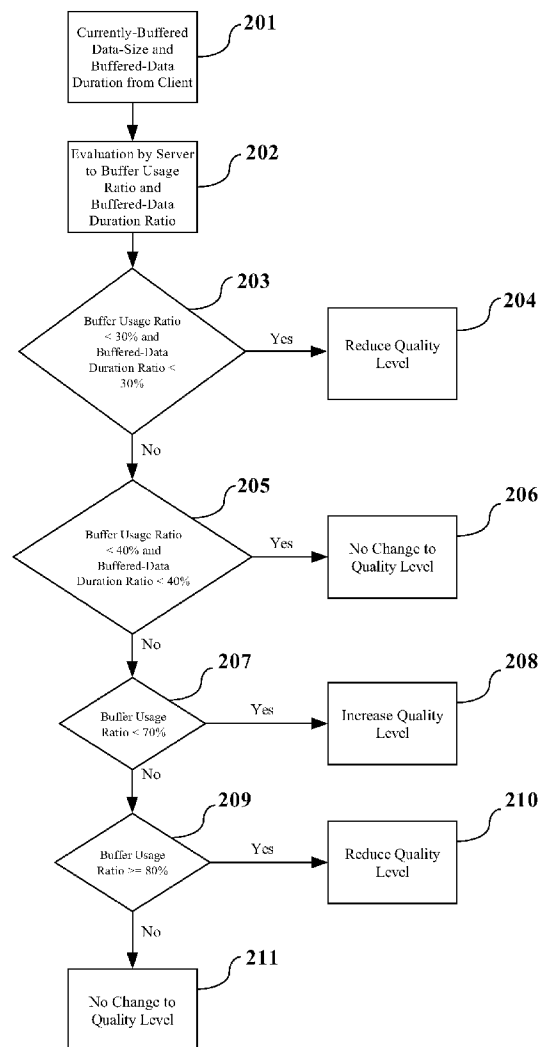 201
Currently-Buffered
Data-Size and
Buffered-Data
Duration from Client
202
Evaluation by Server
to Buffer Usage
Ratio and
Buffered-Data
Duration Ratio
203
Buffer Usage Ratio
< 30% and
Buffered-Data
Duration Ratio <
30%
Yes
204
Reduce Quality
Level
No
205
Buffer Usage Ratio
<40% and
Buffered-Data
Duration Ratio < 40%
Yes
206
No Change to
Quality Level
No
207
Buffer Usage
Ratio < 70%
Yes
208
Increase Quality
Level
No
209
Buffer Usage
Ratio >= 80%
Yes
210
Reduce Quality
Level
No
211
No Change to
Quality Level